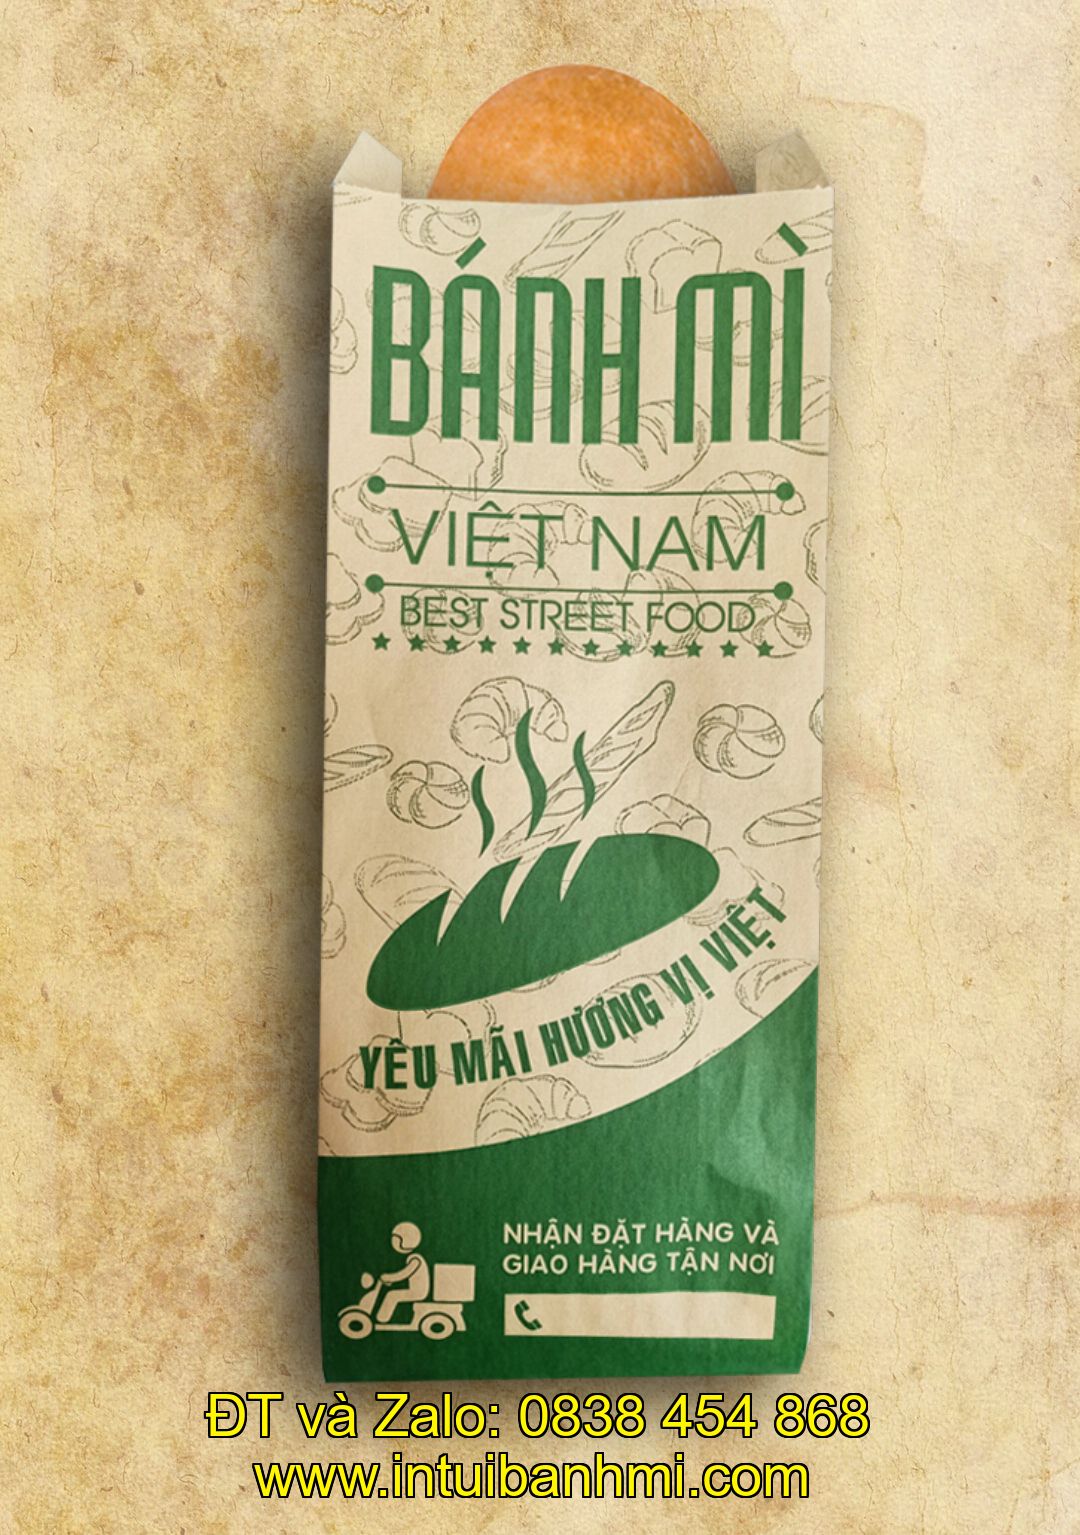 BÁNH MÌ
VIỆT NAM
BEST STREET FOOD
YÊU MÃI HƯƠNG VỊ VIỆT
NHẬN ĐẶT HÀNG VÀ
GIAO HÀNG TẬN NƠI
ĐT và Zalo: 0838 454 868
www.intuibanhmi.com